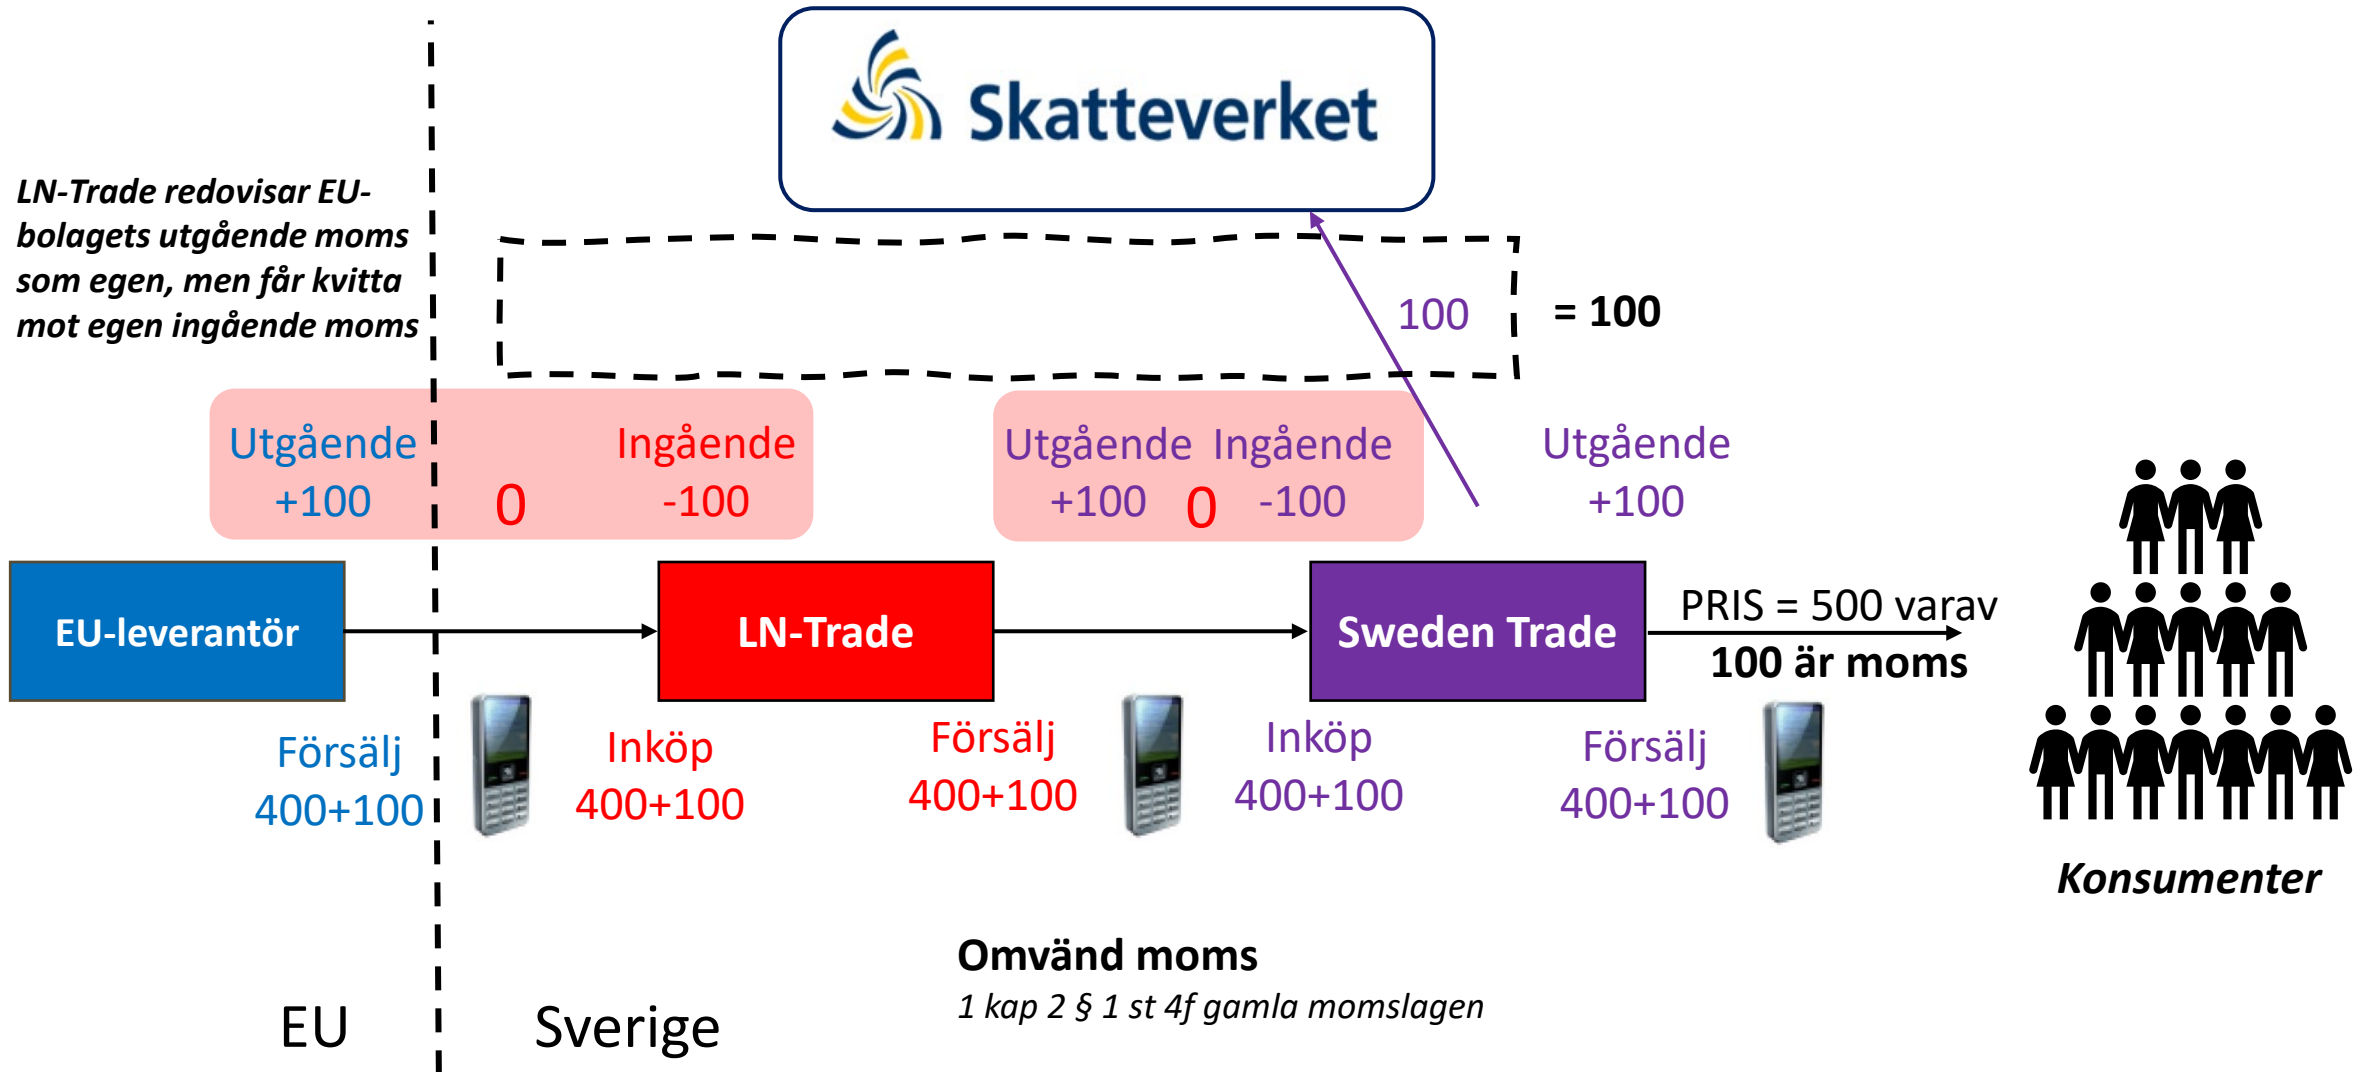 Skatteverket
LN-Trade redovisar EU-
bolagets utgående moms
som egen, men får kvitta
mot egen ingående moms
100
= 100
Utgående
+100
0
Ingående
-100
Utgående
+100
0
Ingående
-100
Utgående
+100
EU-leverantör
LN-Trade
Sweden Trade
PRIS = 500 varav
100 är moms
Försälj
400+100
Inköp
400+100
Försälj
400+100
Inköp
400+100
Försälj
400+100
Konsumenter
Omvänd moms
1 kap 2 § 1 st 4f gamla momslagen
EU
Sverige